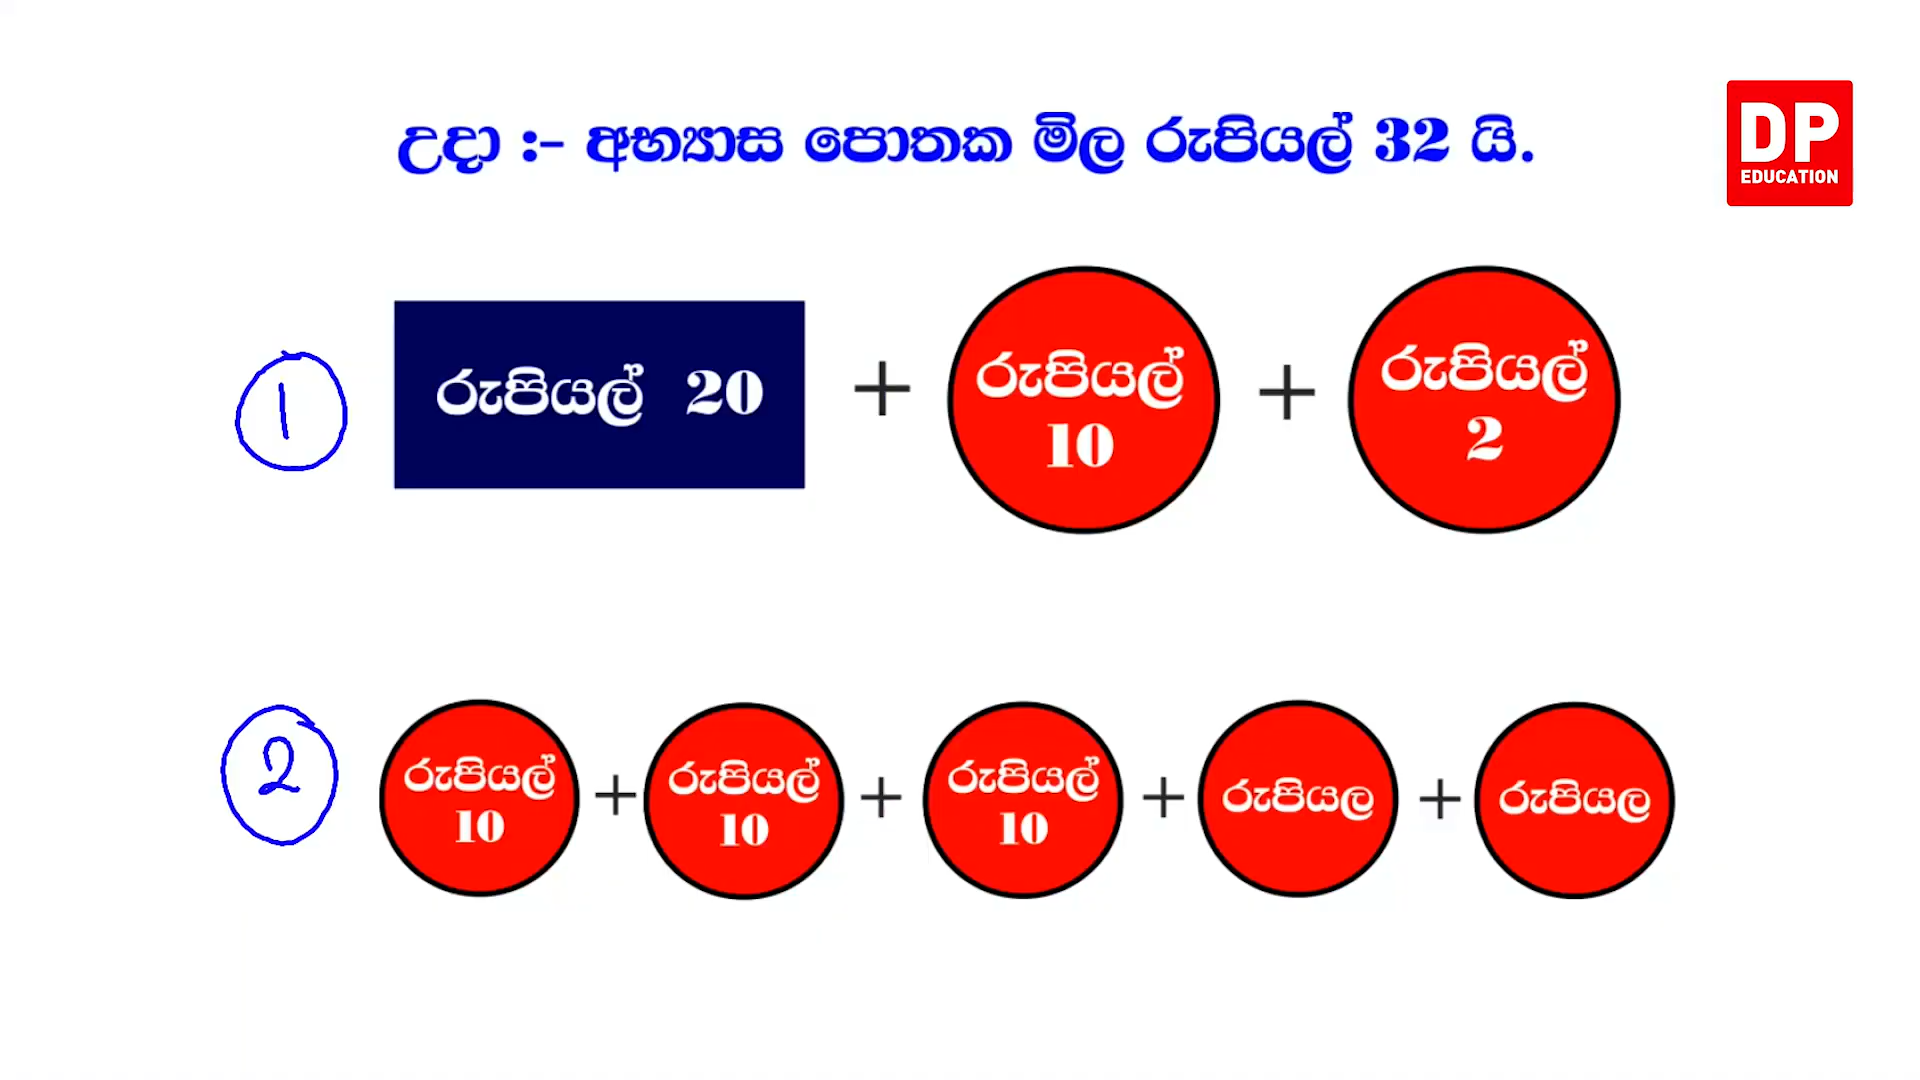 උදා :- අභ්‍යාස පොතක මිල රුපියල් 32 යි.
DP
EDUCATION
1
රුපියල් 20 + රුපියල් 10 + රුපියල් 2
2
රුපියල් 10 + රුපියල් 10 + රුපියල් 10 + රුපියල + රුපියල